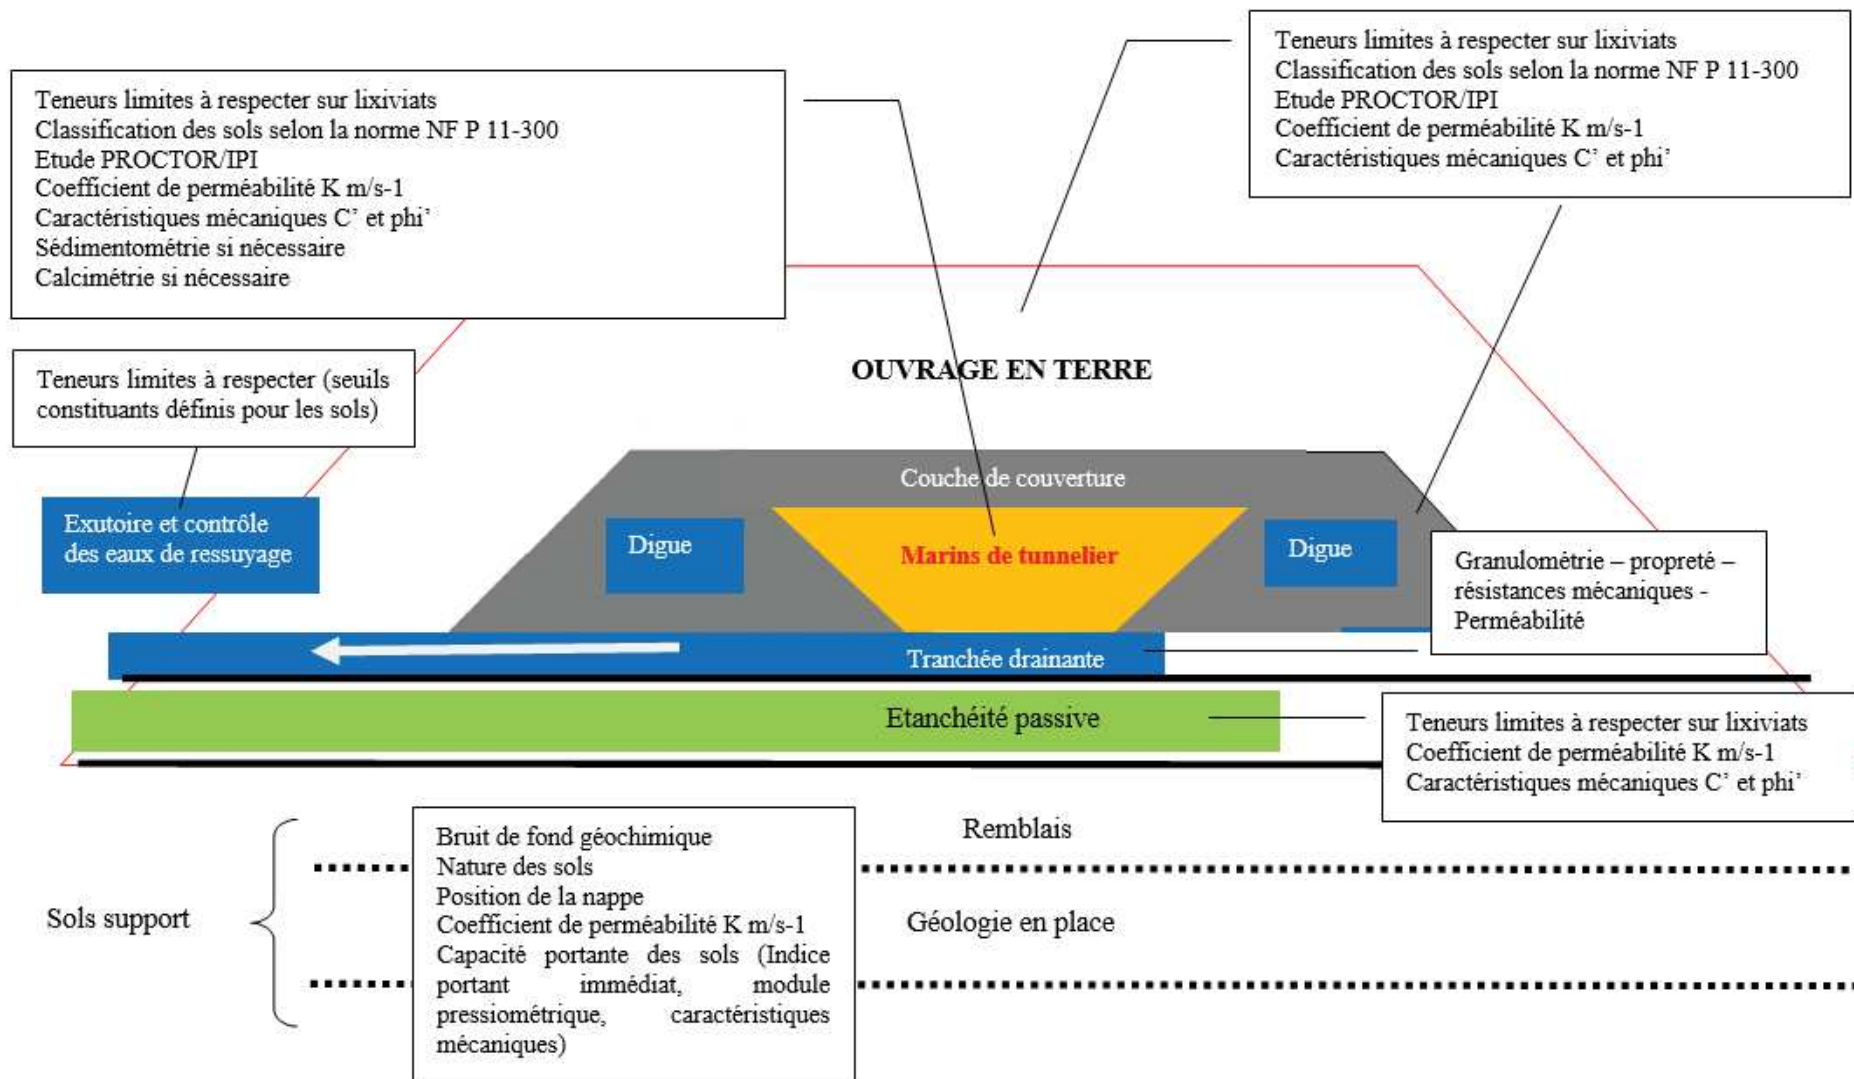 Teneurs limites à respecter sur lixiviats
Classification des sols selon la norme NF P 11-300
Etude PROCTOR/IPI
Coefficient de perméabilité K m/s-1
Caractéristiques mécaniques C’ et phi’
Sédimentométrie si nécessaire
Calcimétrie si nécessaire
Teneurs limites à respecter sur lixiviats
Classification des sols selon la norme NF P 11-300
Etude PROCTOR/IPI
Coefficient de perméabilité K m/s-1
Caractéristiques mécaniques C’ et phi’
Teneurs limites à respecter (seuils
constituants définis pour les sols)
OUVRAGE EN TERRE
Exutoire et contrôle
des eaux de ressuyage
Couche de couverture
Digue
Marins de tunnelier
Digue
Granulométrie – propreté –
résistances mécaniques -
Perméabilité
Tranchée drainante
Etanchéité passive
Teneurs limites à respecter sur lixiviats
Coefficient de perméabilité K m/s-1
Caractéristiques mécaniques C’ et phi’
Sols support
Bruit de fond géochimique
Nature des sols
Position de la nappe
Coefficient de perméabilité K m/s-1
Capacité portante des sols (Indice
portant immédiat, module
pressiométrique, caractéristiques
mécaniques)
Remblais
Géologie en place